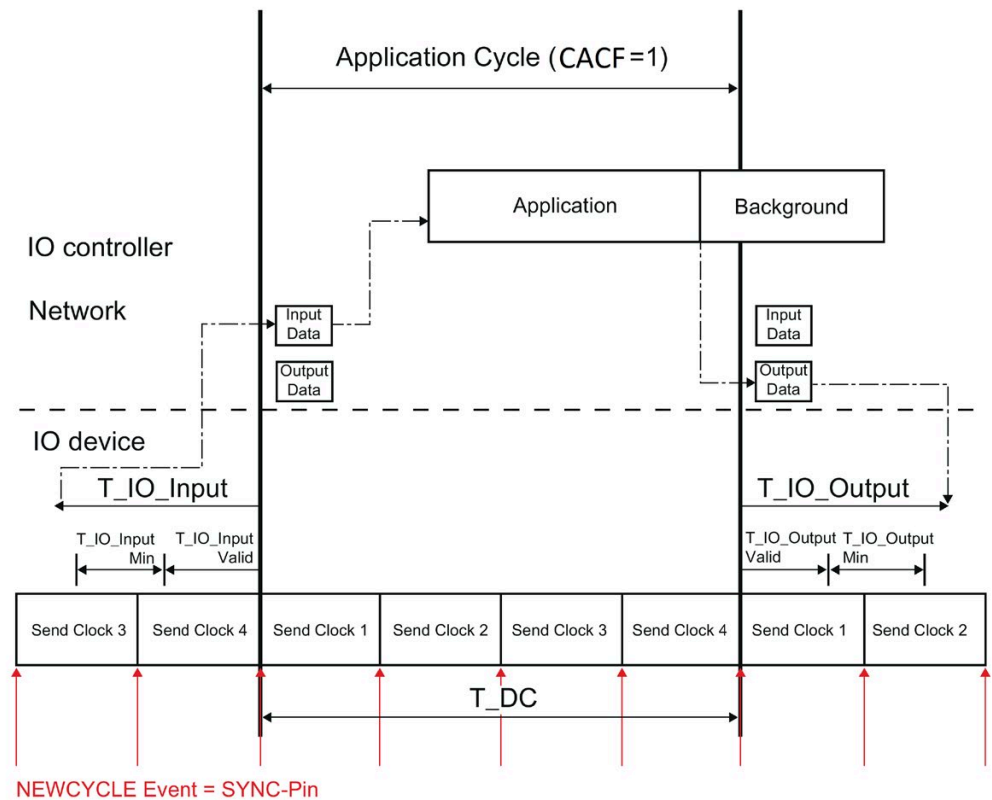 Application Cycle (CACF=1)
Application
Background
IO controller
Network
Input
Data
Output
Data
Input
Data
Output
Data
IO device
T_IO_Input
T_IO_Output
T_IO_Input
Min
T_IO_Input
Valid
T_IO_Output
Valid
T_IO_Output
Min
Send Clock 3
Send Clock 4
Send Clock 1
Send Clock 2
Send Clock 3
Send Clock 4
Send Clock 1
Send Clock 2
T_DC
NEWCYCLE Event = SYNC-Pin